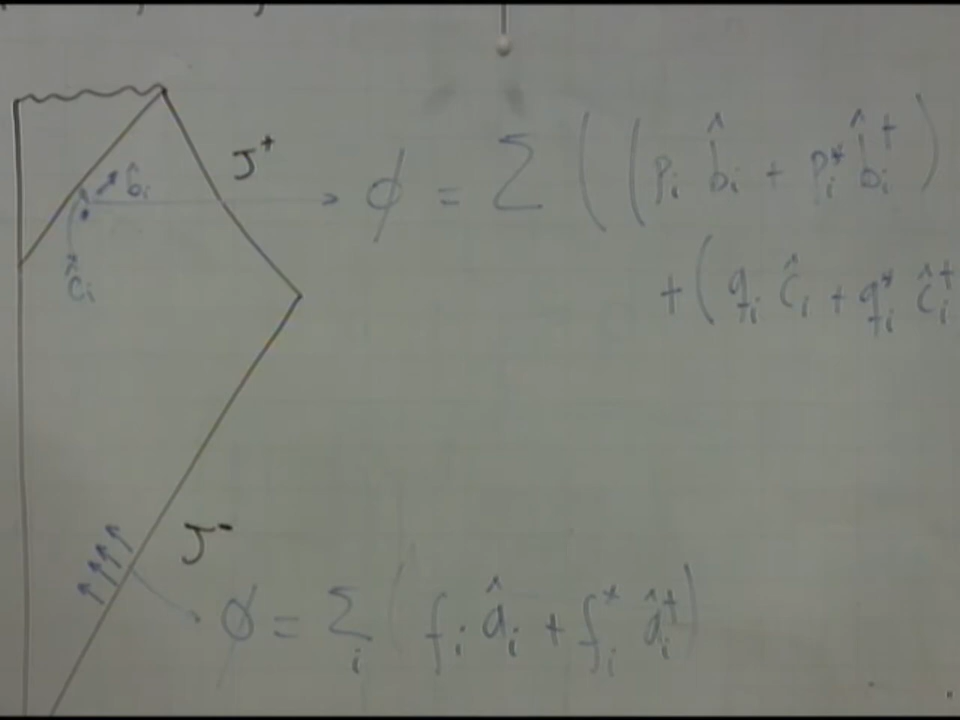 J⁺
φ = Σ ( ( pᵢ b̂ᵢ + pᵢ* b̂ᵢ† )
b̂ᵢ
ĉᵢ
+ ( qᵢ ĉᵢ + qᵢ* ĉᵢ†
J⁻
φ = Σᵢ ( fᵢ âᵢ + fᵢ* âᵢ† )